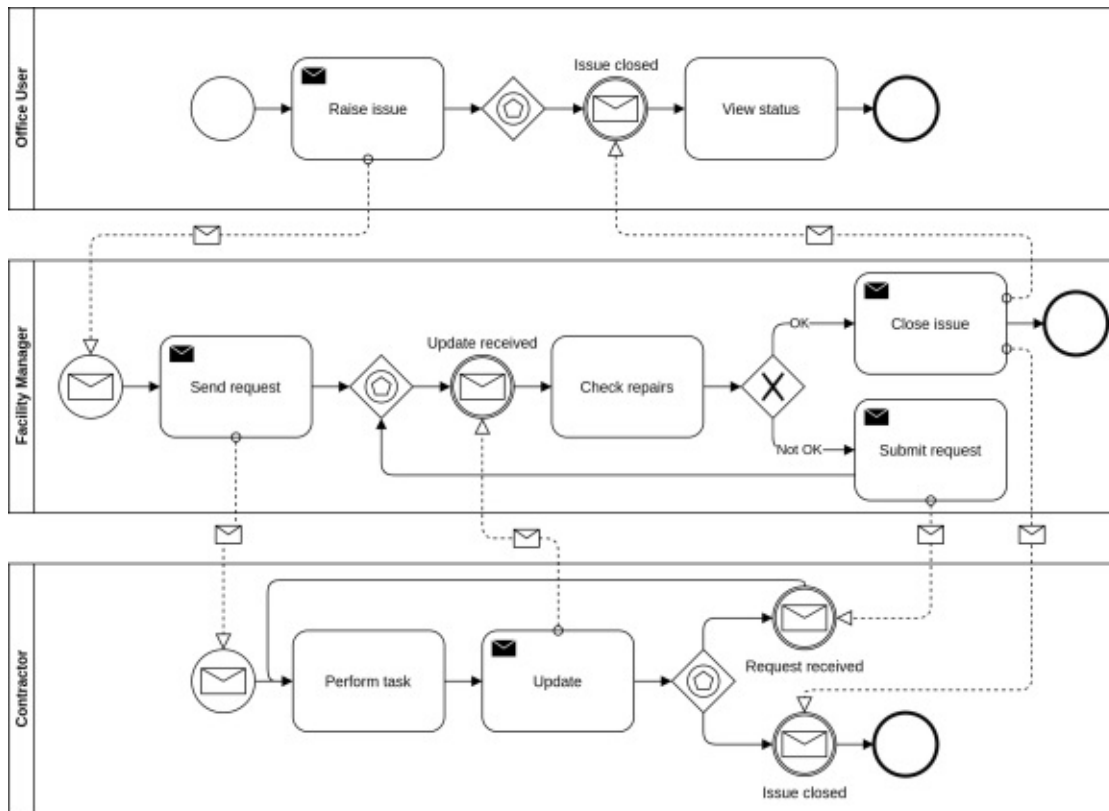 Office User
Raise issue
Issue closed
View status
Facility Manager
Send request
Update received
Check repairs
OK
Close issue
Not OK
Submit request
Contractor
Perform task
Update
Request received
Issue closed